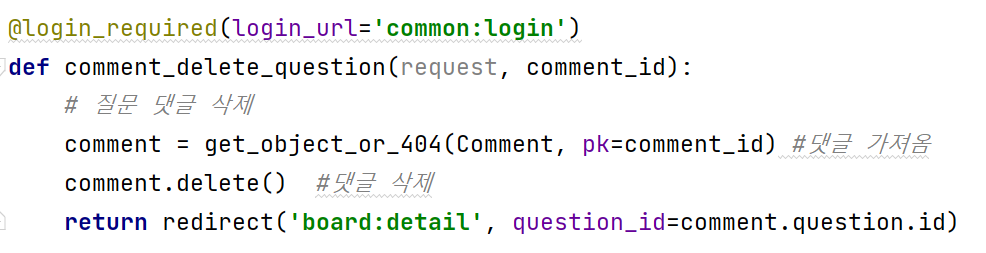 @login_required(login_url='common:login')
def comment_delete_question(request, comment_id):
    # 질문 댓글 삭제
    comment = get_object_or_404(Comment, pk=comment_id) #댓글 가져옴
    comment.delete()  #댓글 삭제
    return redirect('board:detail', question_id=comment.question.id)